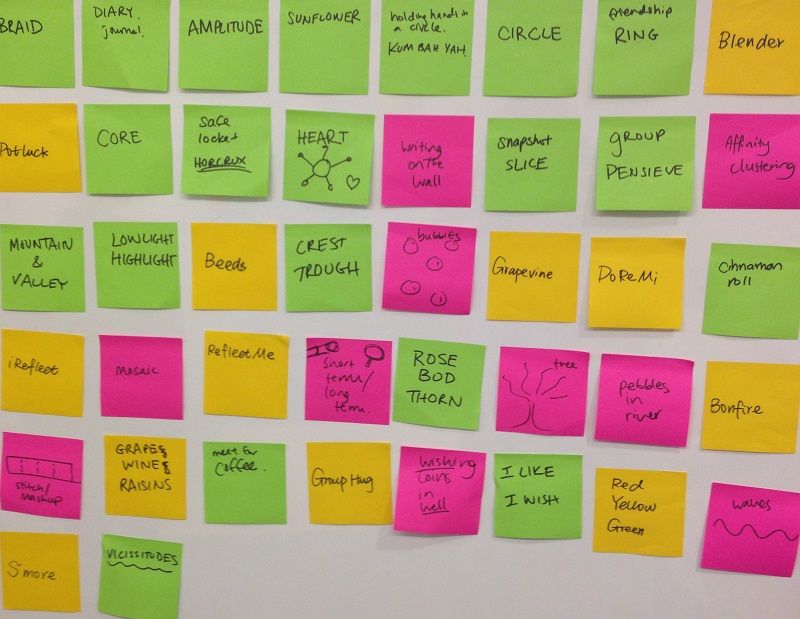 BRAID
DIARY
journal.
AMPLITUDE
SUNFLOWER
holding hands in
a circle.
KUM BAH YAH.
CIRCLE
friendship
RING
Blender
Potluck
CORE
locket
HORCRUX
HEART
writing
on the
wall
Snapshot
SLICE
GROUP
PENSIEVE
Affinity
clustering
MOUNTAIN
&
VALLEY
LOWLIGHT
HIGHLIGHT
Beeds
CREST
TROUGH
bubbles
Grapevine
DoReMi
Cinnamon
roll
iReflect
mosaic
ReflectMe
short
term/
long
term.
ROSE
BUD
THORN
tree
pebbles
in
river
Bonfire
stitch/
mashup
GRAPES
WINES
RAISINS
meet for
coffee.
Group Hug
wishing
coins
in
well
I LIKE
I WISH
Red
Yellow
Green
waves
S'more
VICISSITUDES